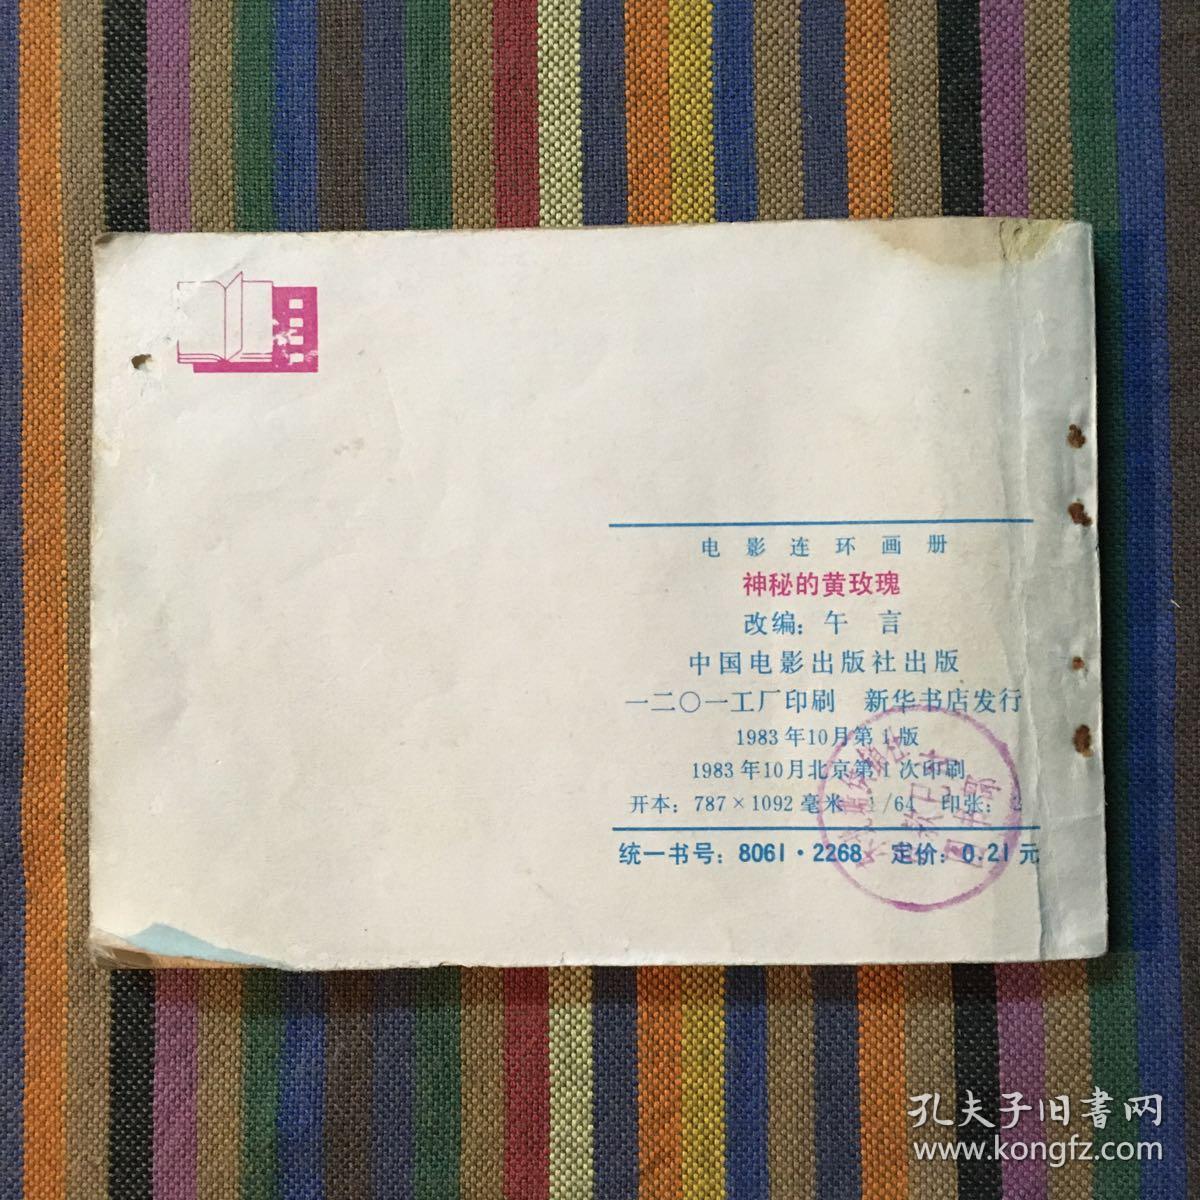 电影连环画册
神秘的黄玫瑰
改编：午 言
中国电影出版社出版
一二〇一工厂印刷 新华书店发行
1983年10月第1版
1983年10月北京第1次印刷
开本：787×1092毫米 1/64 印张：2
统一书号：8061·2268 定价：0.21元
孔夫子旧書网
www.kongfz.com